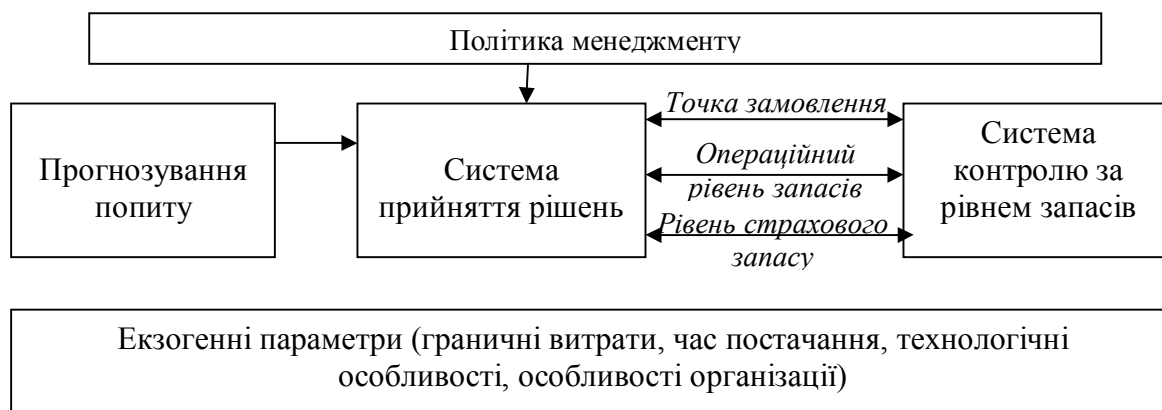 Політика менеджменту
Прогнозування
попиту
Система
прийняття рішень
Точка замовлення
Операційний
рівень запасів
Рівень страхового
запасу
Система
контролю за
рівнем запасів
Екзогенні параметри (граничні витрати, час постачання, технологічні
особливості, особливості організації)